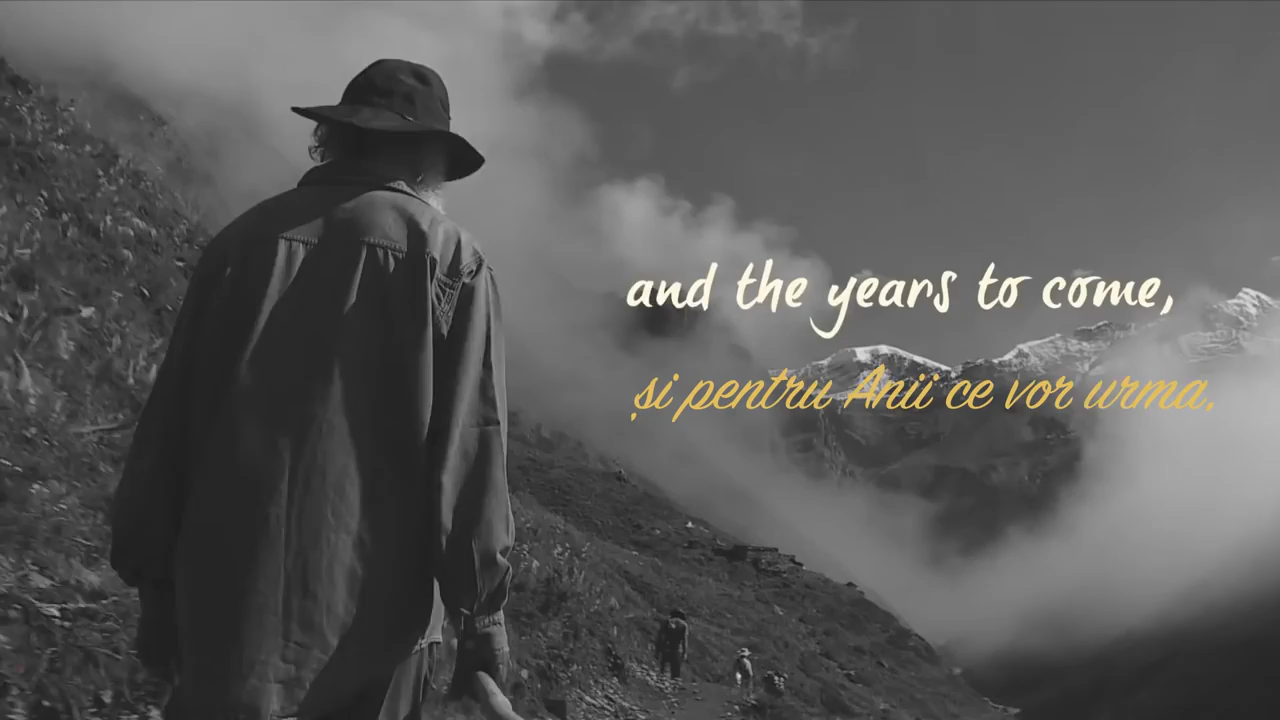 and the years to come,
și pentru Anii ce vor urma,